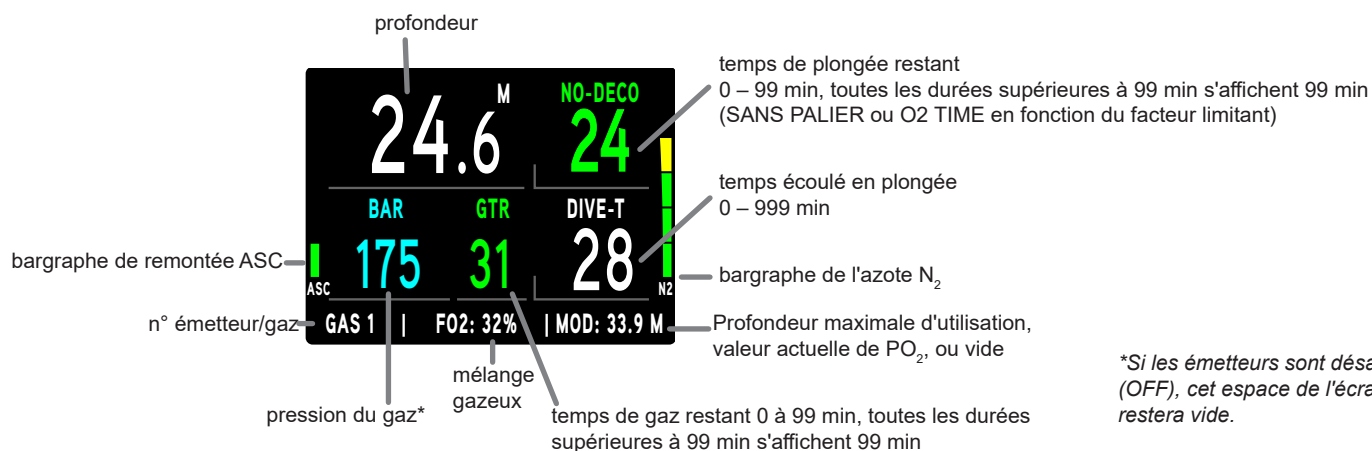 profondeur
temps de plongée restant
0 – 99 min, toutes les durées supérieures à 99 min s'affichent 99 min
(SANS PALIER ou O2 TIME en fonction du facteur limitant)
M
NO-DECO
24.6
24
temps écoulé en plongée
0 – 999 min
BAR
GTR
DIVE-T
175
31
28
bargraphe de remontée ASC
ASC
N2
bargraphe de l'azote N2
n° émetteur/gaz
GAS 1 | FO2: 32% | MOD: 33.9 M
Profondeur maximale d'utilisation,
valeur actuelle de PO2, ou vide
mélange
gazeux
pression du gaz*
temps de gaz restant 0 à 99 min, toutes les durées
supérieures à 99 min s'affichent 99 min
*Si les émetteurs sont désa
(OFF), cet espace de l'écra
restera vide.